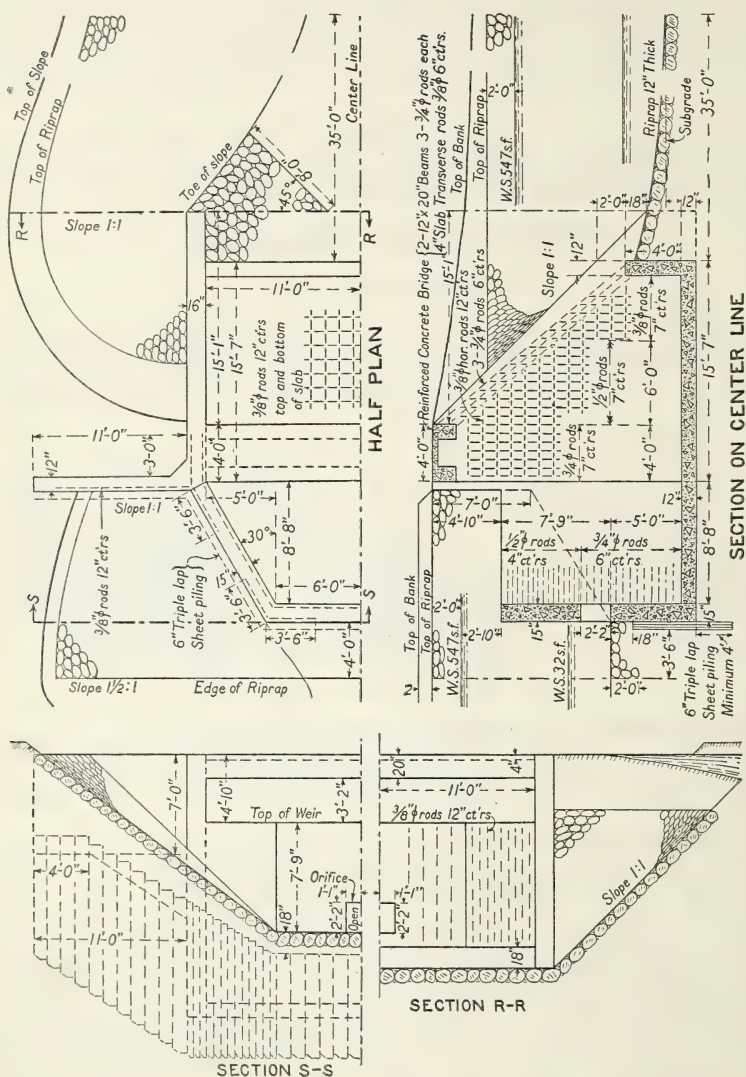 Top of Slope
Top of Riprap
R
Slope 1:1
Toe of slope
8'-0"
45°
R
35'-0"
Center Line
16"
15'-1"
15'-7"
11'-0"
3/8"ϕ rods 12" ctrs
top and bottom
of slab
11'-0"
12"
3'-0"
4'-0"
Slope 1:1
3'-6"
5'-0"
30°
8'-8"
6'-0"
15"
3'-6"
3'-6"
3/8"ϕ rods 12" ctrs
6" Triple lap
Sheet piling
S
S
4'-0"
Slope 1½:1
Edge of Riprap
HALF PLAN
Reinforced Concrete Bridge {2-12"x 20" Beams 3-3/4"ϕ rods each
4" Slab Transverse rods 3/8"ϕ 6" ctrs.
Top of Bank
Top of Riprap
2'-0"
W.S. 547 s.f.
Riprap 12" Thick
Subgrade
35'-0"
4'-0"
15'-1"
12"
2'-0"
18"
12"
4'-0"
Slope 1:1
3/8"ϕ hor. rods 12" ctrs
3-3/4"ϕ rods 6" ctrs
3/8"ϕ rods
7" ctrs
1/2"ϕ rods
7" ctrs
3/4"ϕ rods
7" ctrs
6'-0"
4'-0"
15'-7"
7'-0"
4'-10"
7'-9"
5'-0"
12"
8'-8"
1/2"ϕ rods
4" ct'rs
3/4"ϕ rods
6" ct'rs
Top of Bank
Top of Riprap
2'-0"
W.S. 547 s.f.
2'-10"
15"
W.S. 32 s.f.
2'-2"
18"
15"
3'-6"
2'-0"
6" Triple lap
Sheet piling
Minimum 4'
SECTION ON CENTER LINE
7'-0"
4'-10"
3'-2"
Top of Weir
7'-9"
Orifice
1'-1"
2'-2"
Open
18"
4'-0"
11'-0"
SECTION S-S
20"
4"
11'-0"
3/8"ϕ rods 12" ct'rs
1'-1"
2'-2"
18"
Slope 1:1
SECTION R-R